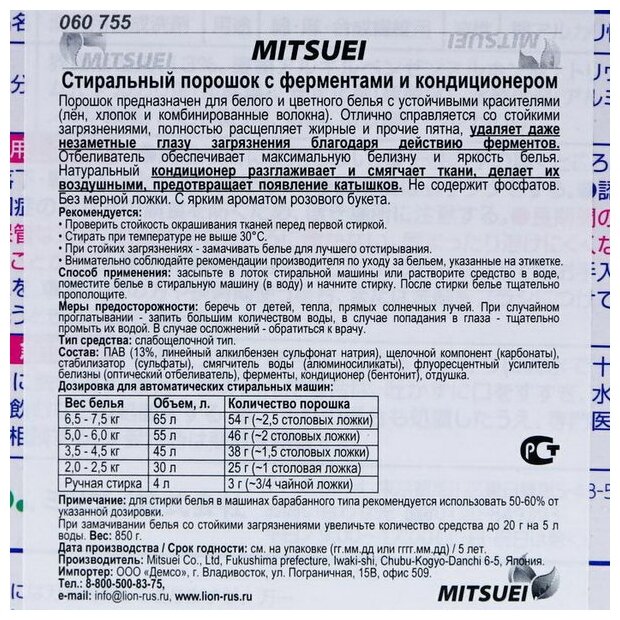 060 755
MITSUEI
Стиральный порошок с ферментами и кондиционером
Порошок предназначен для белого и цветного белья с устойчивыми красителями
(лён, хлопок и комбинированные волокна). Отлично справляется со стойкими
загрязнениями, полностью расщепляет жирные и прочие пятна, удаляет даже
незаметные глазу загрязнения благодаря действию ферментов.
Отбеливатель обеспечивает максимальную белизну и яркость белья.
Натуральный кондиционер разглаживает и смягчает ткани, делает их
воздушными, предотвращает появление катышков. Не содержит фосфатов.
Без мерной ложки. С ярким ароматом розового букета.
Рекомендуется:
• Проверить стойкость окрашивания тканей перед первой стиркой.
• Стирать при температуре не выше 30°С.
• При стойких загрязнениях - замачивать белье для лучшего отстирывания.
• Внимательно соблюдайте рекомендации производителя по уходу за бельем, указанные на этикетке.
Способ применения: засыпьте в лоток стиральной машины или растворите средство в воде,
поместите белье в стиральную машину (в воду) и начните стирку. После стирки белье тщательно
прополощите.
Меры предосторожности: беречь от детей, тепла, прямых солнечных лучей. При случайном
проглатывании - запить большим количеством воды, в случае попадания в глаза - тщательно
промыть их водой. В случае осложнений - обратиться к врачу.
Тип средства: слабощелочной тип.
Состав: ПАВ (13%, линейный алкилбензен сульфонат натрия), щелочной компонент (карбонаты),
стабилизатор (сульфаты), смягчитель воды (алюмосиликаты), флуоресцентный усилитель
белизны (оптический отбеливатель), ферменты, кондиционер (бентонит), отдушка.
Дозировка для автоматических стиральных машин:
Вес белья Объем, л. Количество порошка
6,5 - 7,5 кг 65 л 54 г (~2,5 столовых ложки)
5,0 - 6,0 кг 55 л 46 г (~2 столовых ложки)
3,5 - 4,5 кг 45 л 38 г (~1,5 столовых ложки)
2,0 - 2,5 кг 30 л 25 г (~1 столовая ложка)
Ручная стирка 4 л 3 г (~3/4 чайной ложки)
РСТ
Примечание: для стирки белья в машинах барабанного типа рекомендуется использовать 50-60% от
указанной дозировки.
При замачивании белья со стойкими загрязнениями увеличьте количество средства до 20 г на 5 л
воды. Вес: 850 г.
Дата производства / Срок годности: см. на упаковке (гг.мм.дд или гггг.мм.дд) / 5 лет.
Производитель: Mitsuei Co., Ltd, Fukushima prefecture, Iwaki-shi, Chubu-Kogyo-Danchi 6-5, Япония.
Импортер: ООО «Демсо», г. Владивосток, ул. Пограничная, 15В, офис 509.
Тел.: 8-800-500-83-75,
e-mail: info@lion-rus.ru, www.lion-rus.ru
MITSUEI